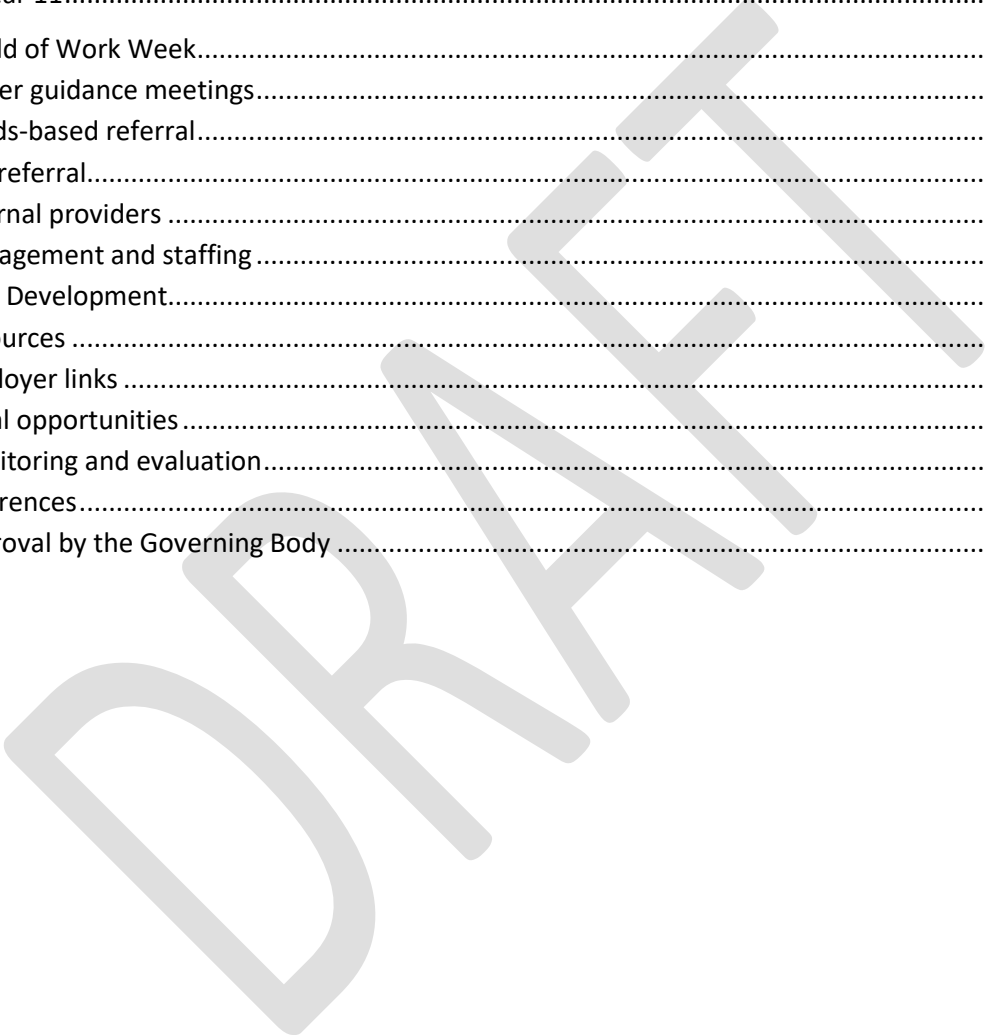 11
ld of Work Week
er guidance meetings
ds-based referral
referral
rnal providers
agement and staffing
Development
urces
loyer links
l opportunities
itoring and evaluation
rences
roval by the Governing Body
DRAFT